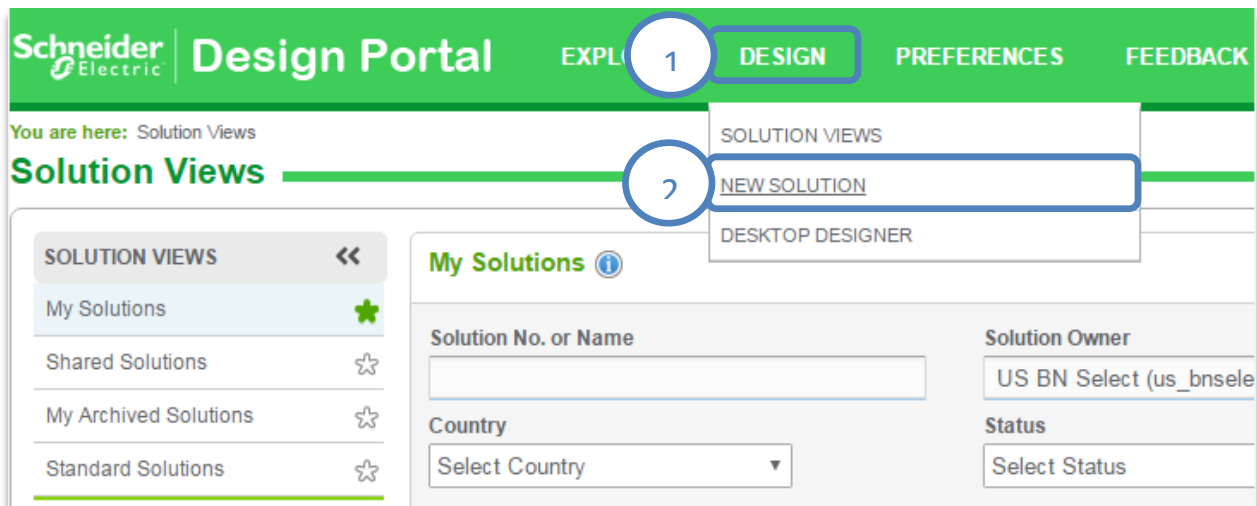 Schneider Electric Design Portal EXPL 1 DESIGN PREFERENCES FEEDBACK
You are here: Solution Views
Solution Views
SOLUTION VIEWS
2 NEW SOLUTION
DESKTOP DESIGNER
SOLUTION VIEWS
My Solutions
Shared Solutions
My Archived Solutions
Standard Solutions
My Solutions
Solution No. or Name
Solution Owner
US BN Select (us_bnsele
Country
Status
Select Country
Select Status